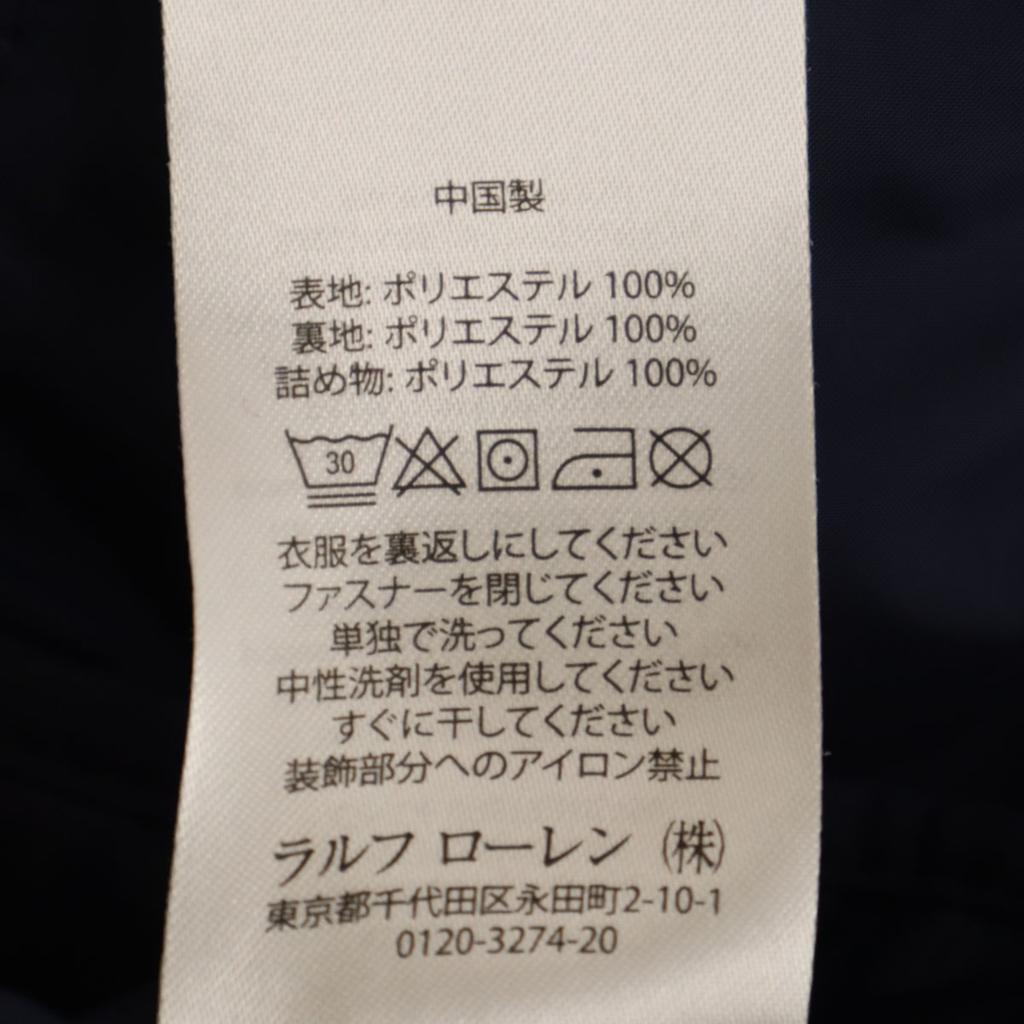 中国製
表地: ポリエステル 100%
裏地: ポリエステル 100%
詰め物: ポリエステル 100%
30
衣服を裏返しにしてください
ファスナーを閉じてください
単独で洗ってください
中性洗剤を使用してください
すぐに干してください
装飾部分へのアイロン禁止
ラルフ ローレン ㈱
東京都千代田区永田町2-10-1
0120-3274-20